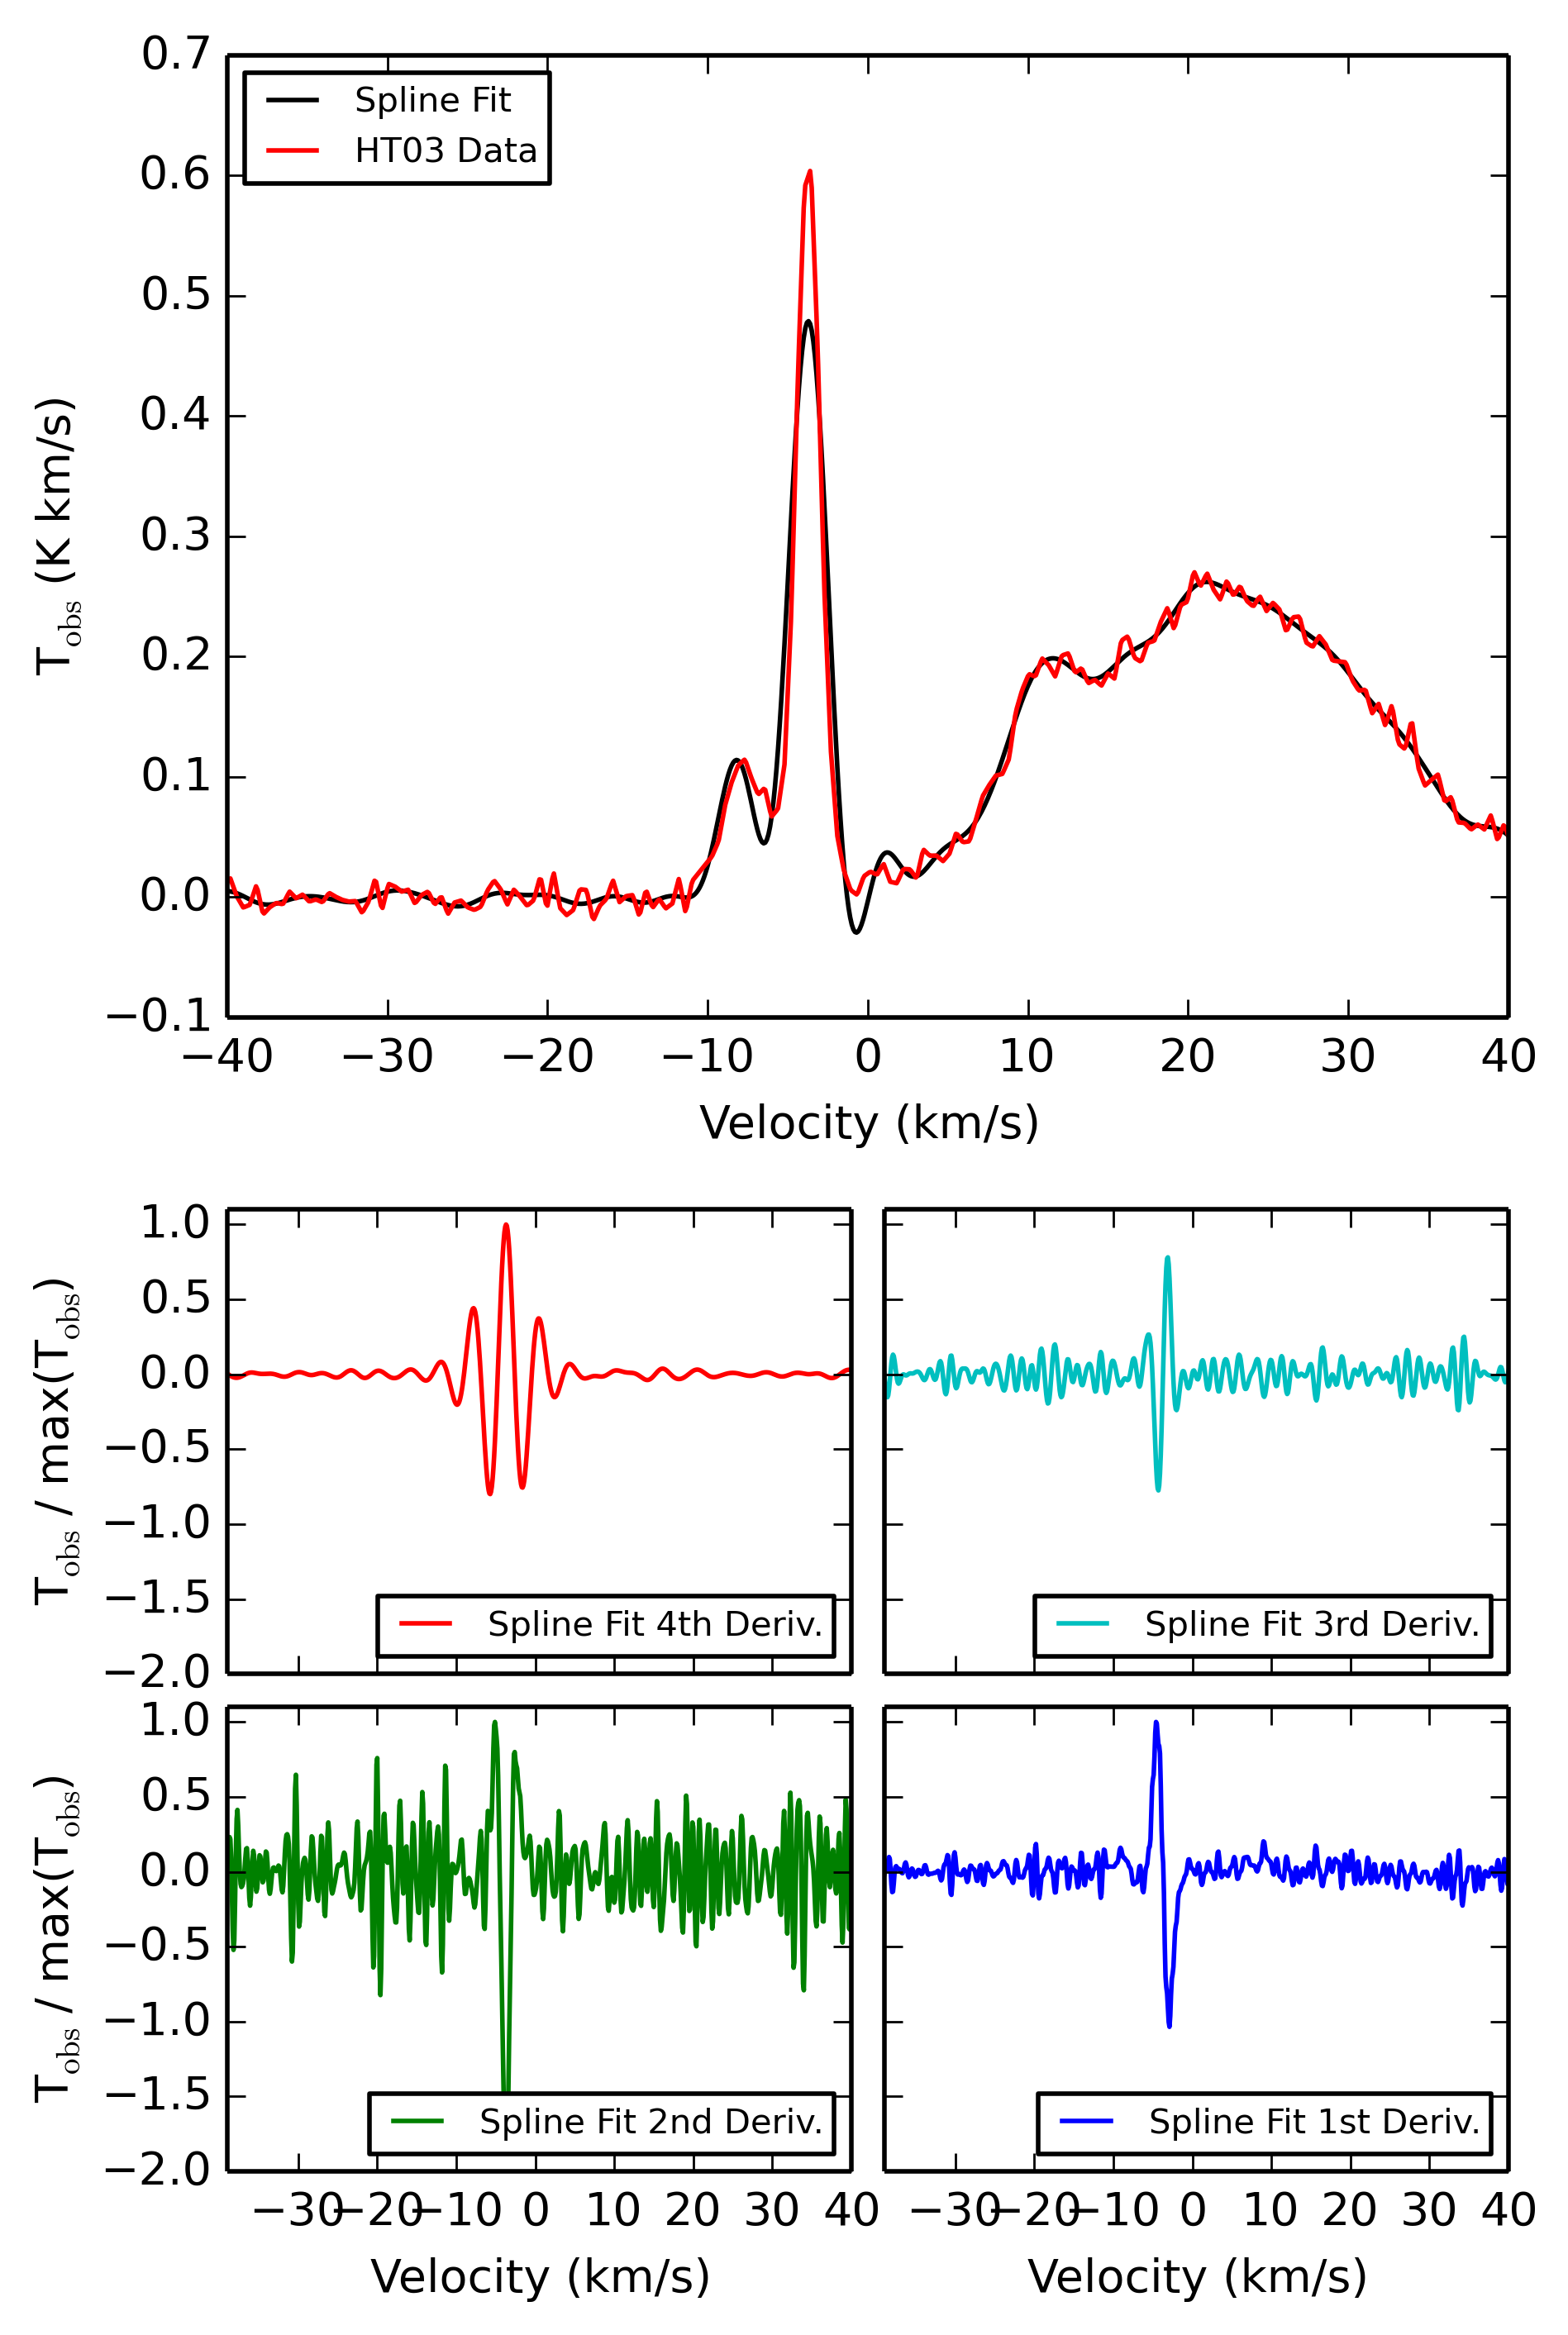 0.7
0.6
0.5
0.4
0.3
0.2
0.1
0.0
−0.1
T_obs (K km/s)
Spline Fit
HT03 Data
−40 −30 −20 −10 0 10 20 30 40
Velocity (km/s)
1.0
0.5
0.0
−0.5
−1.0
−1.5
−2.0
T_obs / max(T_obs)
Spline Fit 4th Deriv.
Spline Fit 3rd Deriv.
1.0
0.5
0.0
−0.5
−1.0
−1.5
−2.0
T_obs / max(T_obs)
Spline Fit 2nd Deriv.
Spline Fit 1st Deriv.
−30 −20 −10 0 10 20 30 40
−30 −20 −10 0 10 20 30 40
Velocity (km/s)
Velocity (km/s)